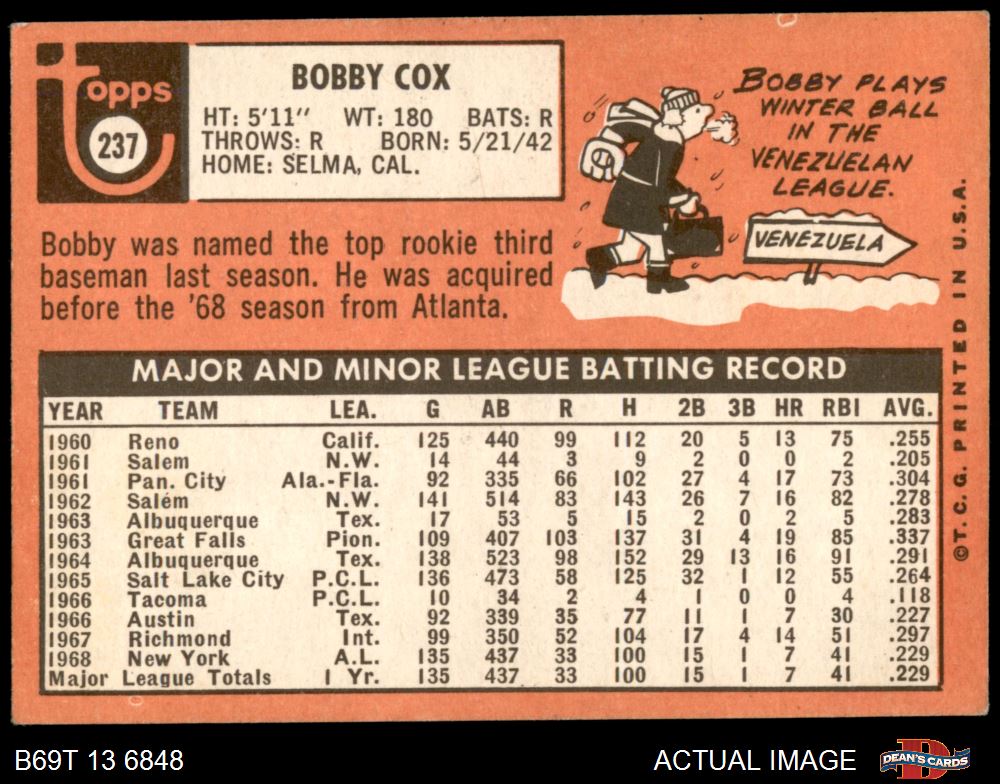 topps
237
BOBBY COX
HT: 5'11" WT: 180 BATS: R
THROWS: R BORN: 5/21/42
HOME: SELMA, CAL.
BOBBY PLAYS
WINTER BALL
IN THE
VENEZUELAN
LEAGUE.
VENEZUELA
Bobby was named the top rookie third
baseman last season. He was acquired
before the '68 season from Atlanta.
MAJOR AND MINOR LEAGUE BATTING RECORD
YEAR TEAM LEA. G AB R H 2B 3B HR RBI AVG.
1960 Reno Calif. 125 440 99 112 20 5 13 75 .255
1961 Salem N.W. 14 44 3 9 2 0 0 2 .205
1961 Pan. City Ala.-Fla. 92 335 66 102 27 4 17 73 .304
1962 Salem N.W. 141 514 83 143 26 7 16 82 .278
1963 Albuquerque Tex. 17 53 5 15 2 0 2 5 .283
1963 Great Falls Pion. 109 407 103 137 31 4 19 85 .337
1964 Albuquerque Tex. 138 523 98 152 29 13 16 91 .291
1965 Salt Lake City P.C.L. 136 473 58 125 32 1 12 55 .264
1966 Tacoma P.C.L. 10 34 2 4 1 0 0 4 .118
1966 Austin Tex. 92 339 35 77 11 1 7 30 .227
1967 Richmond Int. 99 350 52 104 17 4 14 51 .297
1968 New York A.L. 135 437 33 100 15 1 7 41 .229
Major League Totals 1 Yr. 135 437 33 100 15 1 7 41 .229
©T.C.G. PRINTED IN U.S.A.
B69T 13 6848
ACTUAL IMAGE
DEAN'S CARDS